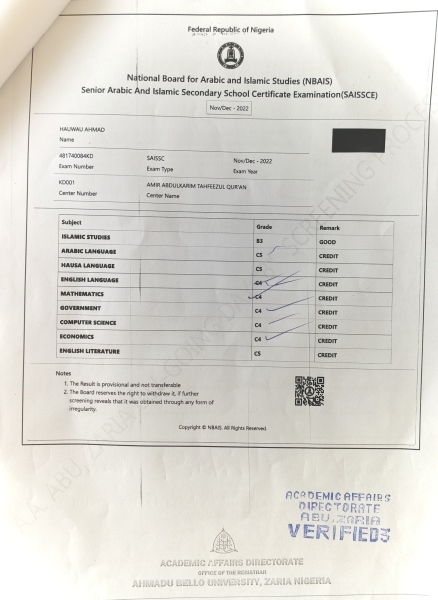 Federal Republic of Nigeria
National Board for Arabic and Islamic Studies (NBAIS)
Senior Arabic And Islamic Secondary School Certificate Examination(SAISSCE)
Nov/Dec - 2022
HAUWAU AHMAD
Name
481740084KD SAISSC Nov/Dec - 2022
Exam Number Exam Type Exam Year
KD001 AMIR ABDULKARIM TAHFEEZUL QUR'AN
Center Number Center Name
Subject Grade Remark
ISLAMIC STUDIES B3 GOOD
ARABIC LANGUAGE C5 CREDIT
HAUSA LANGUAGE C5 CREDIT
ENGLISH LANGUAGE C4 CREDIT
MATHEMATICS C4 CREDIT
GOVERNMENT C4 CREDIT
COMPUTER SCIENCE C4 CREDIT
ECONOMICS C4 CREDIT
ENGLISH LITERATURE C5 CREDIT
Notes
1. The Result is provisional and not transferable
2. The Board reserves the right to withdraw it, if further
screening reveals that it was obtained through any form of
irregularity.
Copyright © NBAIS. All Rights Reserved.
ACADEMIC AFFAIRS
DIRECTORATE
ABU, ZARIA
VERIFIED3
ACADEMIC AFFAIRS DIRECTORATE
OFFICE OF THE REGISTRAR
AHMADU BELLO UNIVERSITY, ZARIA NIGERIA